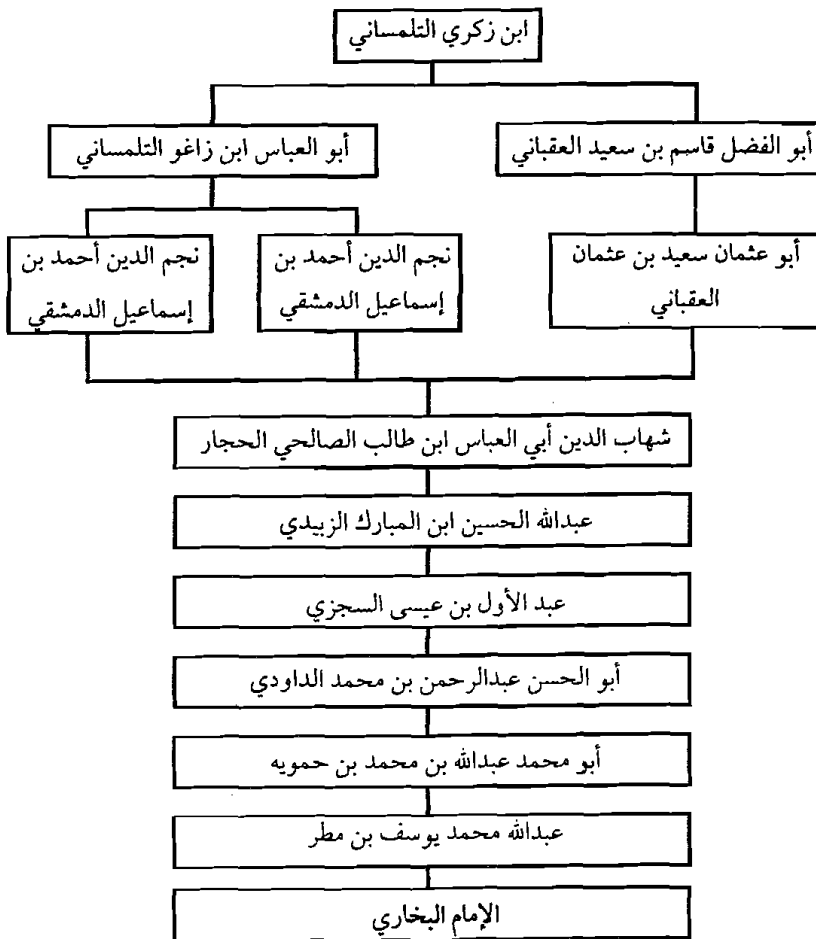 ابن زكري التلمساني
أبو الفضل قاسم بن سعيد العقباني
أبو العباس ابن زاغو التلمساني
أبو عثمان سعيد بن عثمان
العقباني
نجم الدين أحمد بن
إسماعيل الدمشقي
نجم الدين أحمد بن
إسماعيل الدمشقي
شهاب الدين أبي العباس ابن طالب الصالحي الحجار
عبدالله الحسين ابن المبارك الزبيدي
عبد الأول بن عيسى السجزي
أبو الحسن عبدالرحمن بن محمد الداودي
أبو محمد عبدالله بن محمد بن حمويه
عبدالله محمد يوسف بن مطر
الإمام البخاري